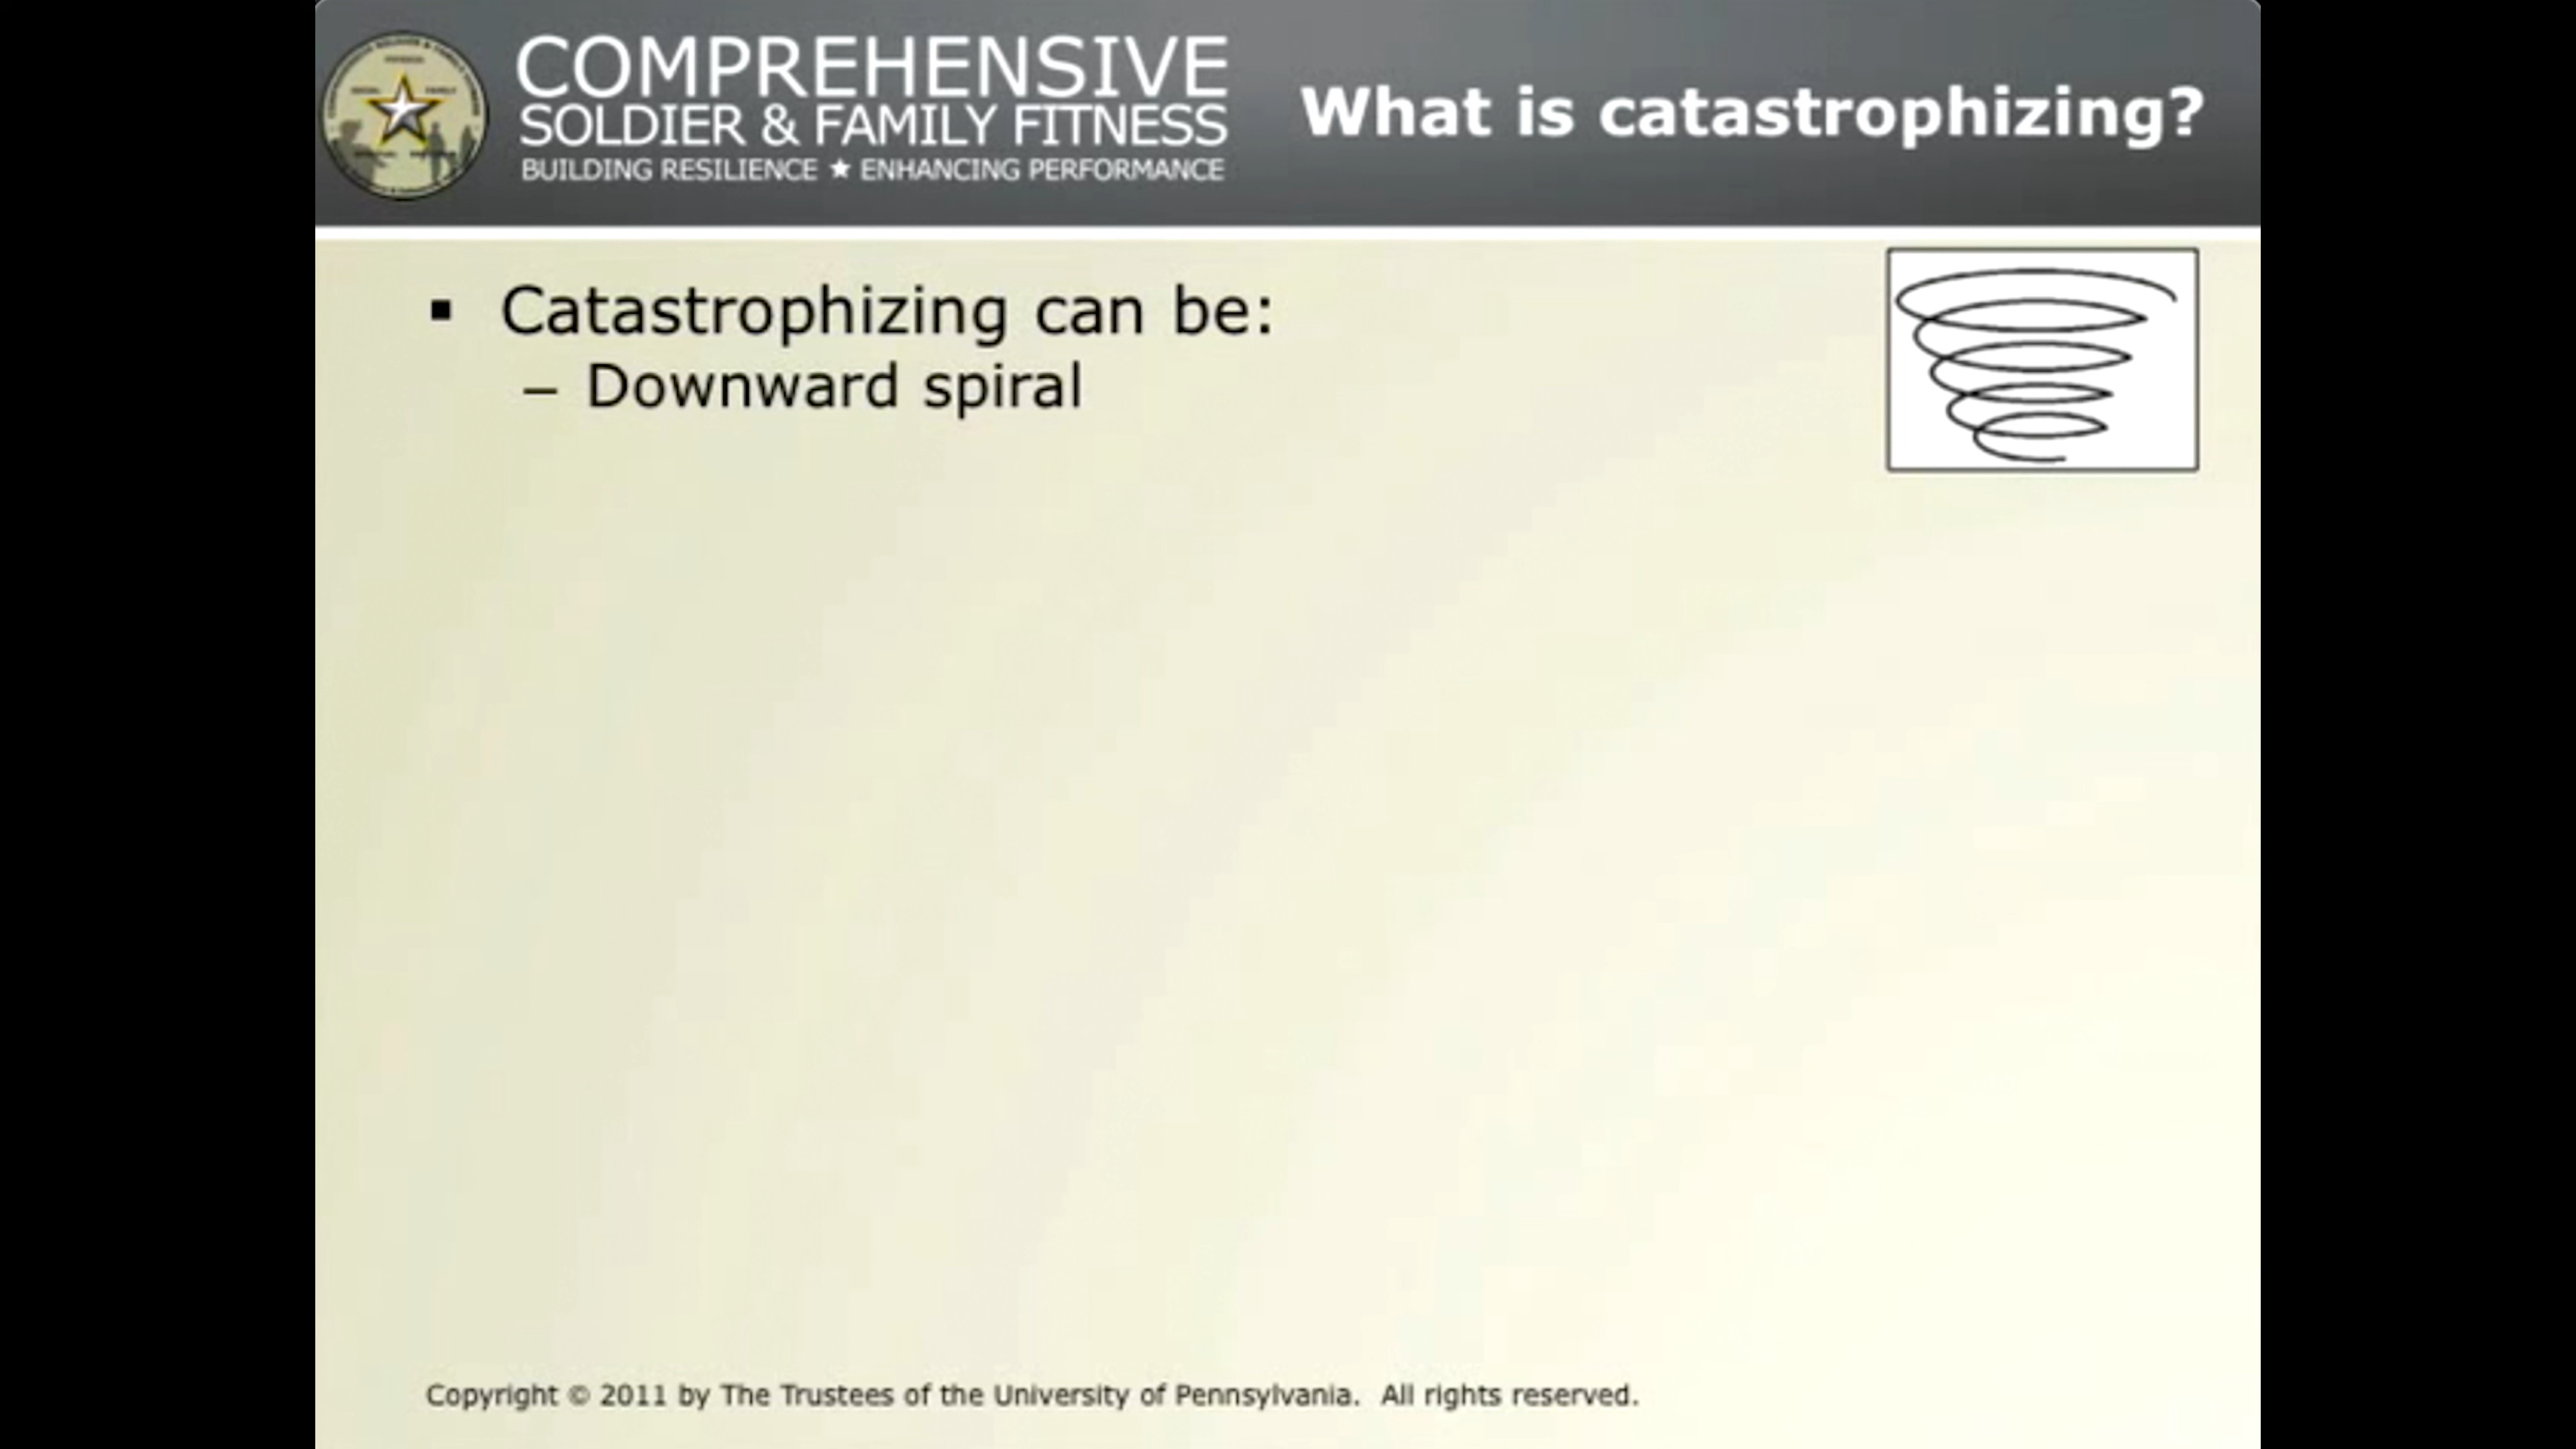 COMPREHENSIVE
SOLDIER & FAMILY FITNESS
BUILDING RESILIENCE ★ ENHANCING PERFORMANCE
What is catastrophizing?
▪ Catastrophizing can be:
– Downward spiral
Copyright © 2011 by The Trustees of the University of Pennsylvania. All rights reserved.